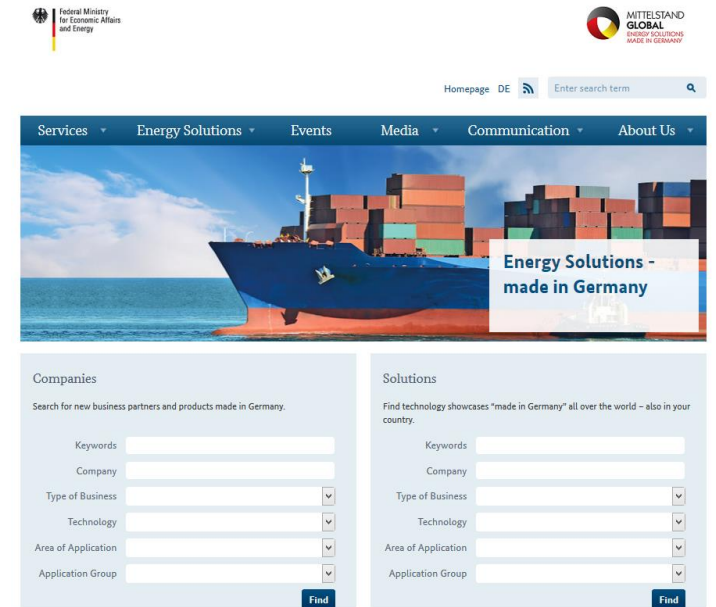 Federal Ministry
for Economic Affairs
and Energy
MITTELSTAND
GLOBAL
ENERGY SOLUTIONS
MADE IN GERMANY
Homepage DE Enter search term
Services Energy Solutions Events Media Communication About Us
Energy Solutions -
made in Germany
Companies
Search for new business partners and products made in Germany.
Keywords
Company
Type of Business
Technology
Area of Application
Application Group
Find
Solutions
Find technology showcases "made in Germany" all over the world – also in your
country.
Keywords
Company
Type of Business
Technology
Area of Application
Application Group
Find